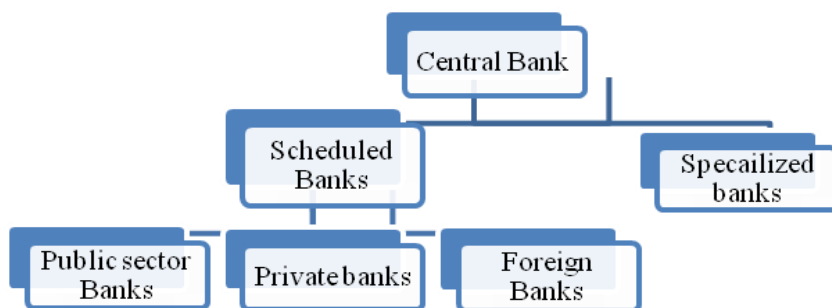 Central Bank
Scheduled
Banks
Specailized
banks
Public sector
Banks
Private banks
Foreign
Banks